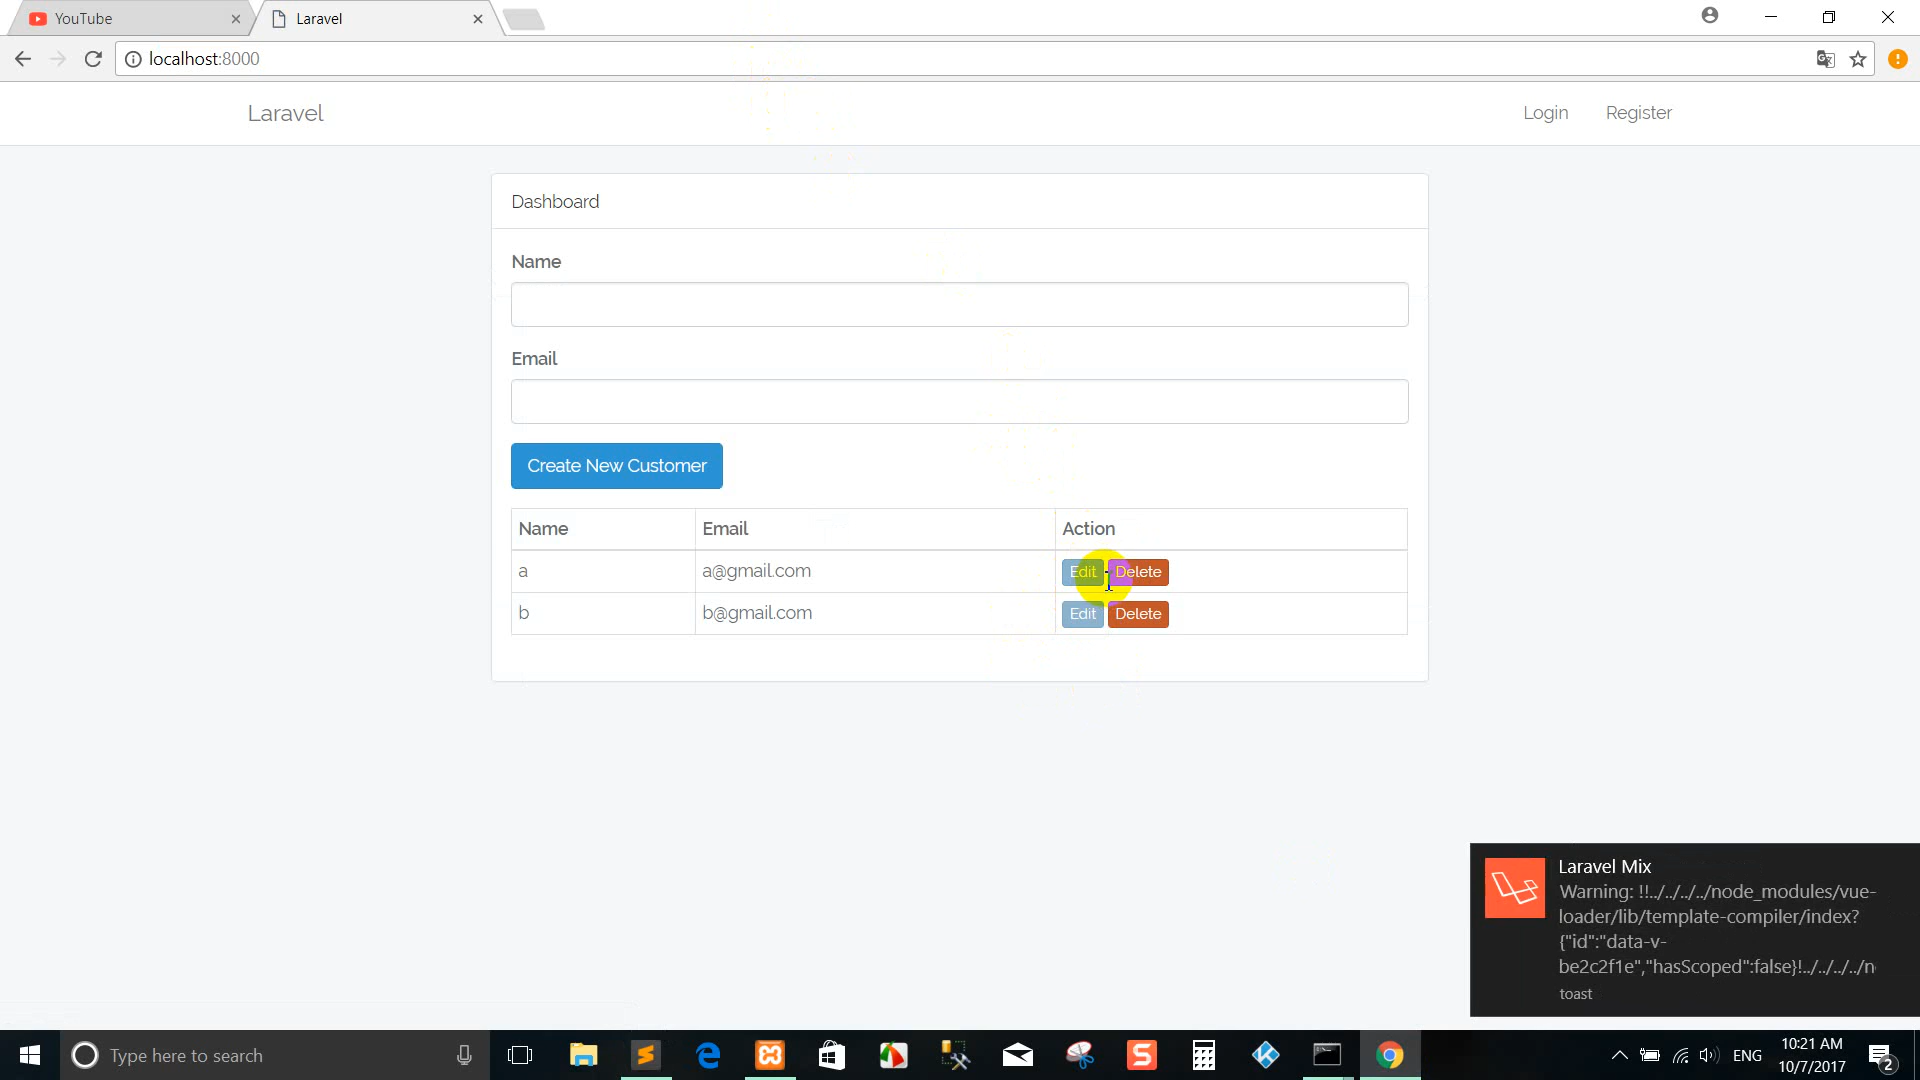 YouTube
Laravel
localhost:8000
Laravel
Login
Register
Dashboard
Name
Email
Create New Customer
Name Email Action
a a@gmail.com Edit Delete
b b@gmail.com Edit Delete
Laravel Mix
Warning: !!../../../../node_modules/vue-
loader/lib/template-compiler/index?
{"id":"data-v-
be2c2f1e","hasScoped":false}!../../../../n
toast
Type here to search
ENG
10:21 AM
10/7/2017
2